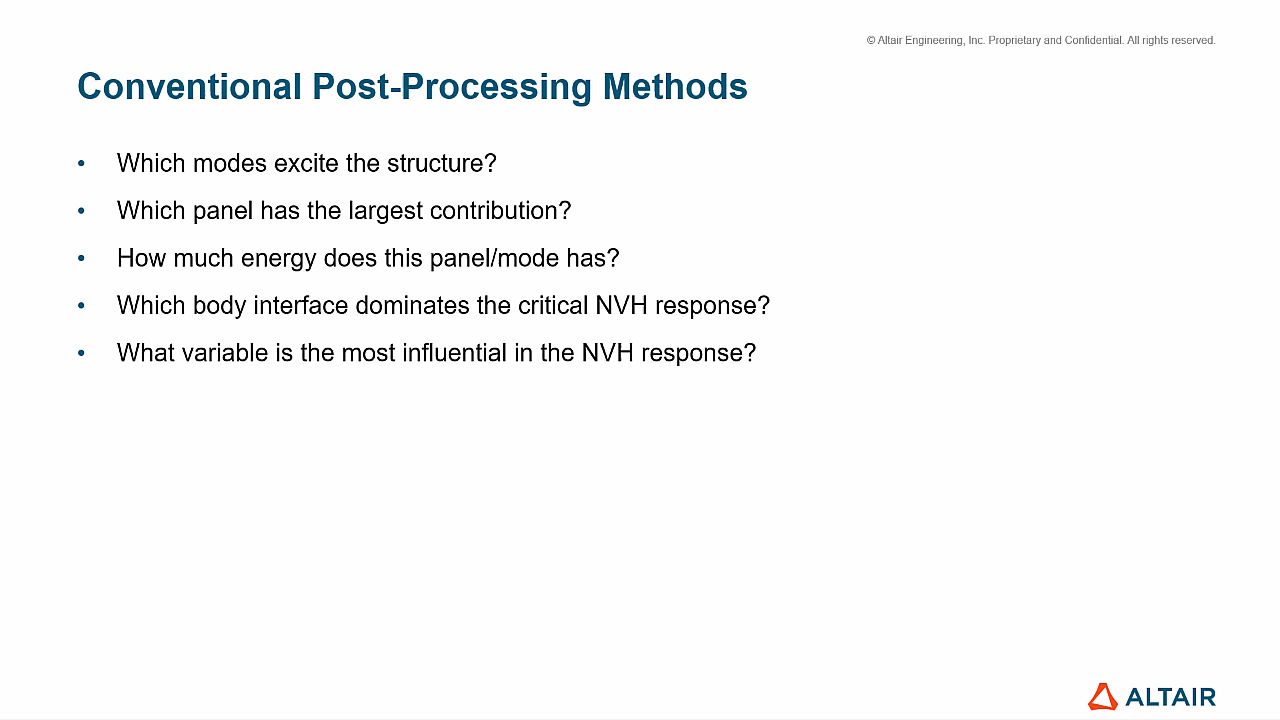 © Altair Engineering, Inc. Proprietary and Confidential. All rights reserved.
Conventional Post-Processing Methods
• Which modes excite the structure?
• Which panel has the largest contribution?
• How much energy does this panel/mode has?
• Which body interface dominates the critical NVH response?
• What variable is the most influential in the NVH response?
ALTAIR